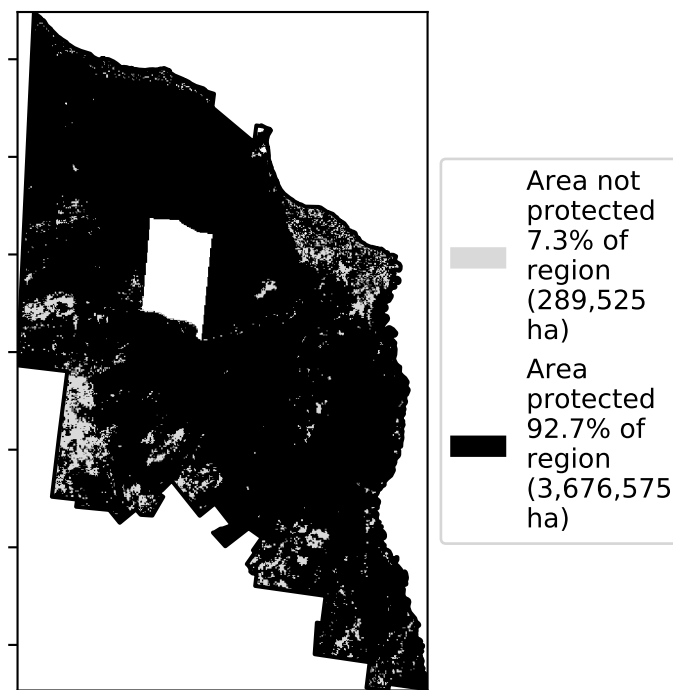 Area not
protected
7.3% of
region
(289,525
ha)
Area
protected
92.7% of
region
(3,676,575
ha)